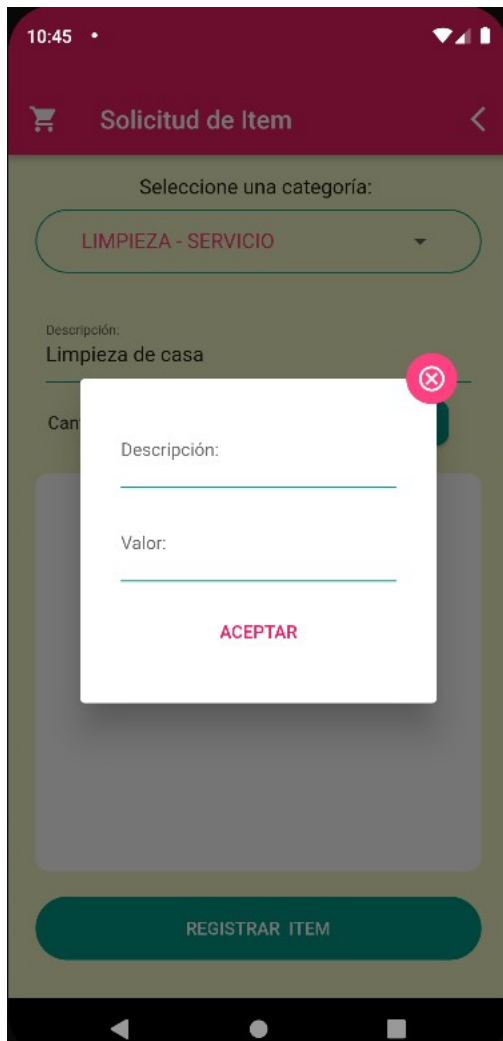 10:45
Solicitud de Item
Seleccione una categoría:
LIMPIEZA - SERVICIO
Descripción:
Limpieza de casa
Descripción:
Valor:
ACEPTAR
REGISTRAR ITEM